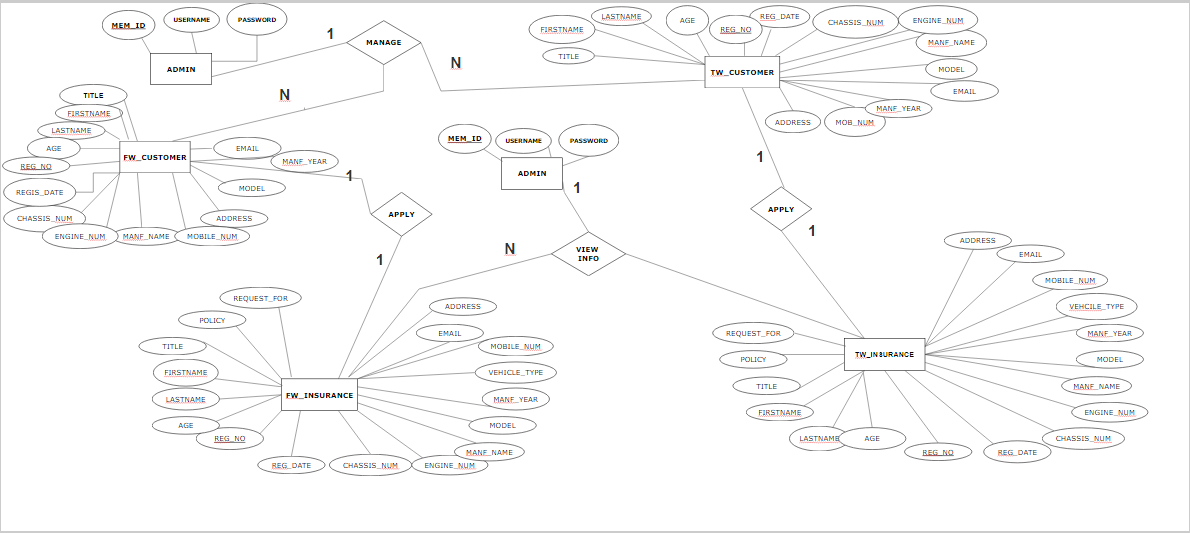 MEM_ID
USERNAME
PASSWORD
ADMIN
1
MANAGE
N
N
LASTNAME
AGE
REG_NO
REG_DATE
CHASSIS_NUM
ENGINE_NUM
FIRSTNAME
MANF_NAME
TITLE
TW_CUSTOMER
MODEL
EMAIL
MANF_YEAR
MOB_NUM
ADDRESS
TITLE
FIRSTNAME
LASTNAME
AGE
REG_NO
REGIS_DATE
CHASSIS_NUM
ENGINE_NUM
MANF_NAME
MOBILE_NUM
ADDRESS
MODEL
MANF_YEAR
EMAIL
FW_CUSTOMER
1
APPLY
1
MEM_ID
USERNAME
PASSWORD
ADMIN
1
VIEW
INFO
N
1
APPLY
1
REQUEST_FOR
POLICY
TITLE
FIRSTNAME
LASTNAME
AGE
REG_NO
REG_DATE
CHASSIS_NUM
ENGINE_NUM
MANF_NAME
MODEL
MANF_YEAR
VEHICLE_TYPE
MOBILE_NUM
EMAIL
ADDRESS
FW_INSURANCE
ADDRESS
EMAIL
MOBILE_NUM
VEHCILE_TYPE
MANF_YEAR
MODEL
MANF_NAME
ENGINE_NUM
CHASSIS_NUM
REG_DATE
REG_NO
AGE
LASTNAME
FIRSTNAME
TITLE
POLICY
REQUEST_FOR
TW_INSURANCE